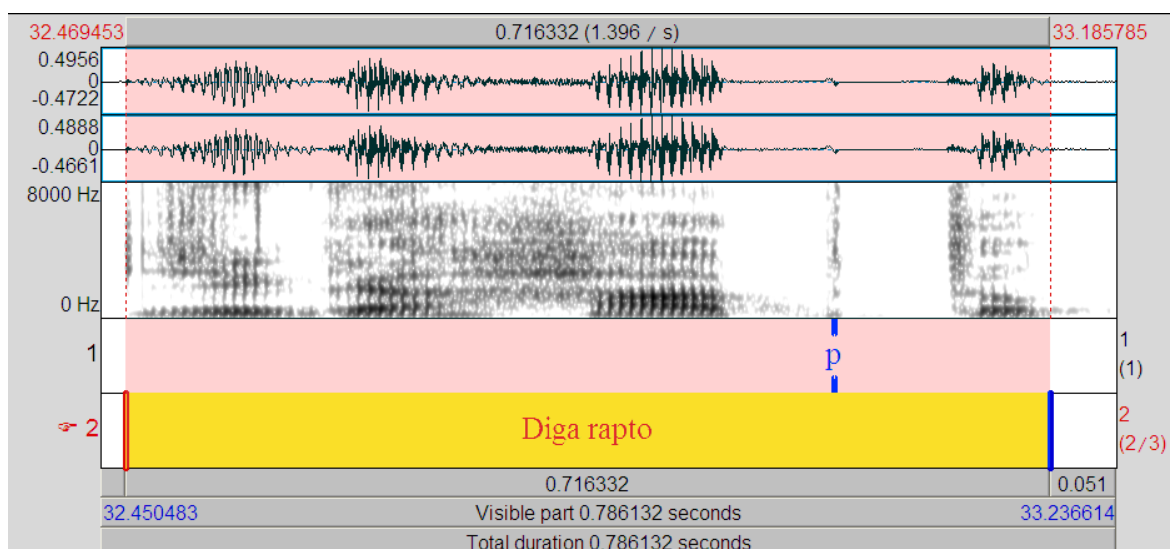 32.469453 0.716332 (1.396 / s) 33.185785
0.4956
0
-0.4722
0.4888
0
-0.4661
8000 Hz
0 Hz
1 p 1
(1)
☞ 2 Diga rapto 2
(2/3)
0.716332 0.051
32.450483 Visible part 0.786132 seconds 33.236614
Total duration 0.786132 seconds